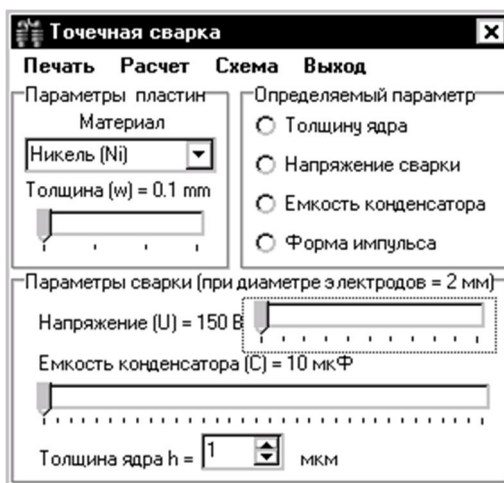 Точечная сварка
Печать Расчет Схема Выход
Параметры пластин
Материал
Никель (Ni)
Толщина (w) = 0.1 mm
Определяемый параметр
Толщину ядра
Напряжение сварки
Емкость конденсатора
Форма импульса
Параметры сварки (при диаметре электродов = 2 мм)
Напряжение (U) = 150 В
Емкость конденсатора (C) = 10 мкФ
Толщина ядра h = 1 мкм